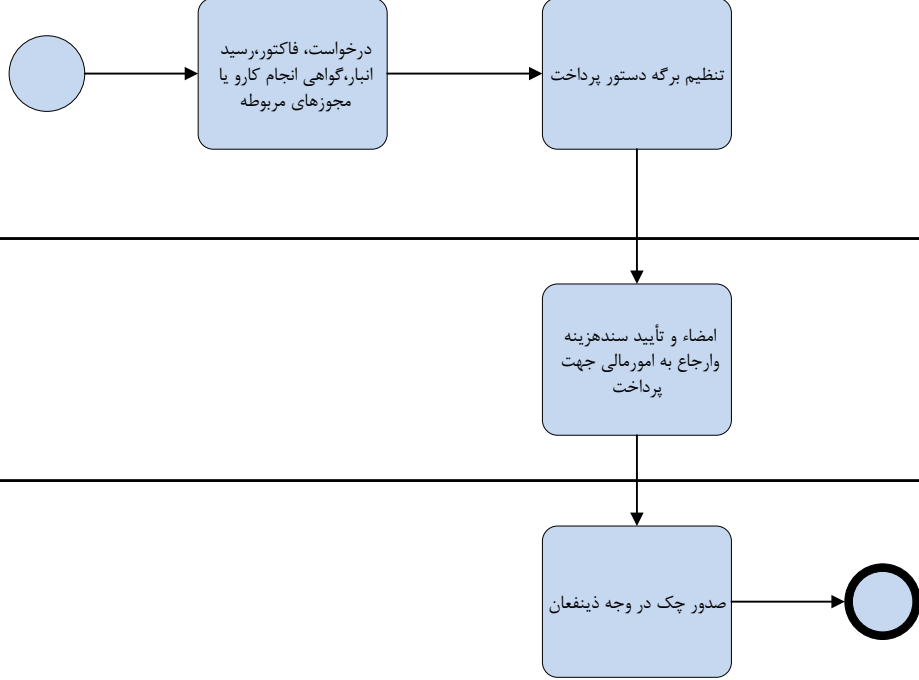 درخواست، فاکتور،رسید
انبار،گواهی انجام کارو یا
مجوزهای مربوطه
تنظیم برگه دستور پرداخت
امضاء و تأیید سندهزینه
وارجاع به امورمالی جهت
پرداخت
صدور چک در وجه ذینفعان